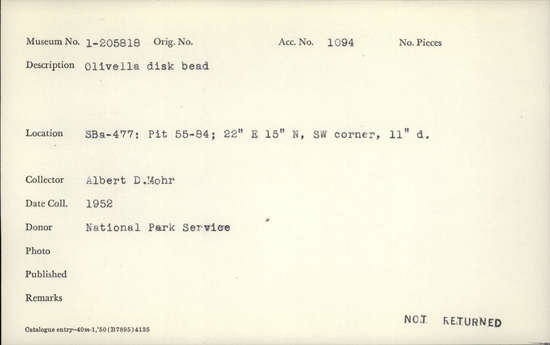 Museum No. 1-205818 Orig. No. Acc. No. 1094 No. Pieces
Description Olivella disk bead
Location SBa-477: Pit 55-84; 22" E 15" N, SW corner, 11" d.
Collector Albert D.Mohr
Date Coll. 1952
Donor National Park Service
Photo
Published
Remarks
NOT RETURNED
Catalogue entry—40m-1,'50(B7895)4135